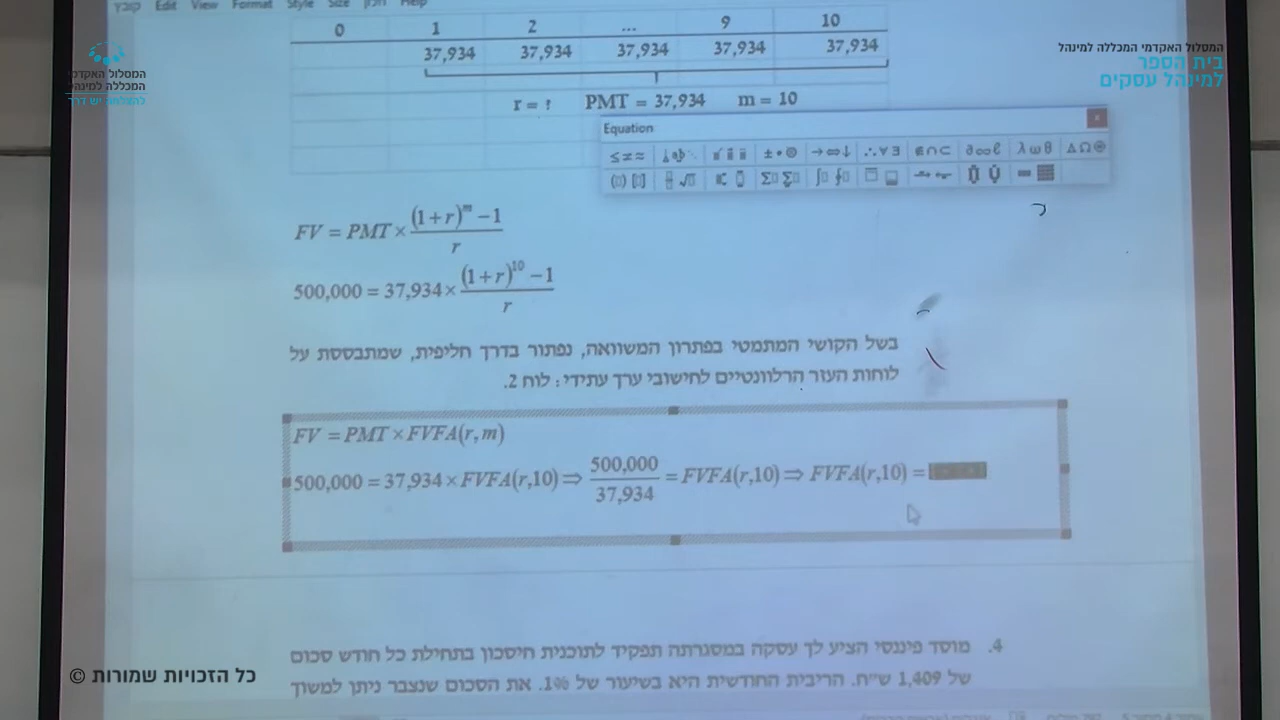 קובץ Edit View Format Style Size חלון Help
0 1 2 ... 9 10
37,934 37,934 37,934 37,934 37,934
r = ? PMT = 37,934 m = 10
המסלול האקדמי
המכללה למינהל
להצלחה יש דרך
המסלול האקדמי המכללה למינהל
בית הספר
למינהל עסקים
Equation
FV = PMT × (1+r)^m − 1 / r
500,000 = 37,934 × (1+r)^10 − 1 / r
בשל הקושי המתמטי בפתרון המשוואה, נפתור בדרך חליפית, שמתבססת על
לוחות העזר הרלוונטיים לחישובי ערך עתידי: לוח 2.
FV = PMT × FVFA(r,m)
500,000 = 37,934 × FVFA(r,10) ⇒ 500,000 / 37,934 = FVFA(r,10) ⇒ FVFA(r,10) =
4. מוסד פיננסי הציע לך עסקה במסגרתה תפקיד לתוכנית חיסכון בתחילת כל חודש סכום
של 1,409 ש״ח. הריבית החודשית היא בשיעור של 1%. את הסכום שנצבר ניתן למשוך
כל הזכויות שמורות ©